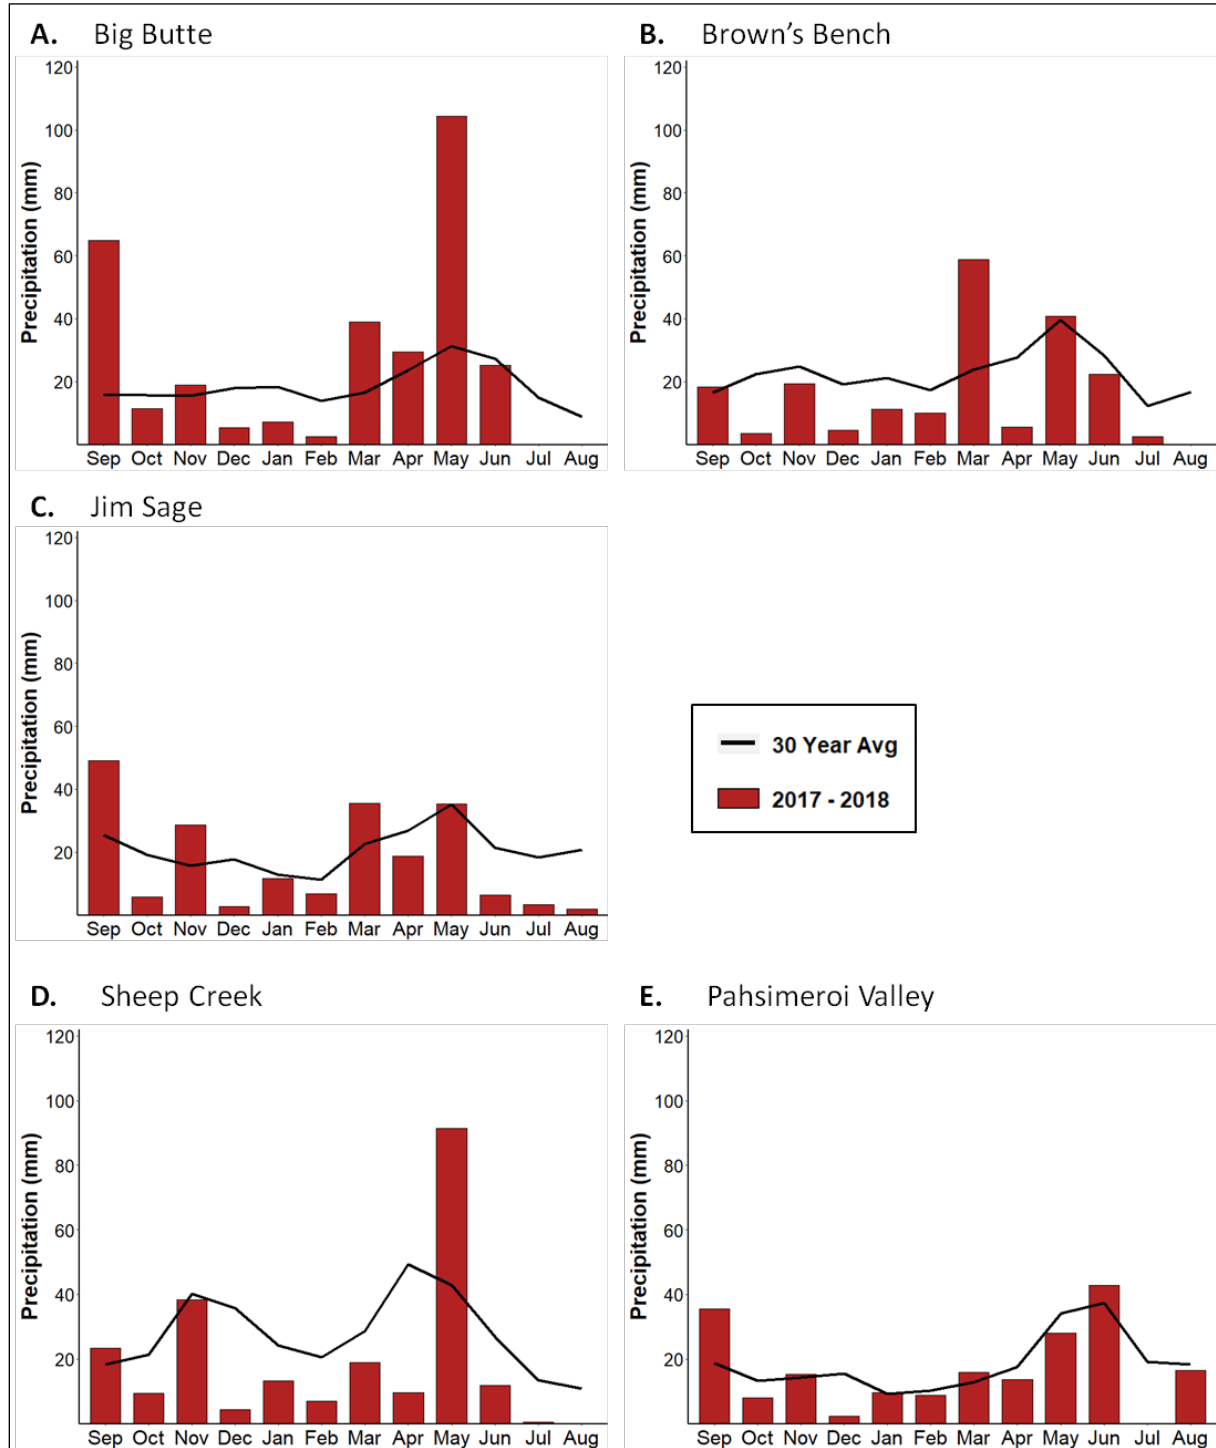 A. Big Butte
120
100
80
60
40
20
Precipitation (mm)
Sep Oct Nov Dec Jan Feb Mar Apr May Jun Jul Aug
B. Brown's Bench
120
100
80
60
40
20
Precipitation (mm)
Sep Oct Nov Dec Jan Feb Mar Apr May Jun Jul Aug
C. Jim Sage
120
100
80
60
40
20
Precipitation (mm)
Sep Oct Nov Dec Jan Feb Mar Apr May Jun Jul Aug
30 Year Avg
2017 - 2018
D. Sheep Creek
120
100
80
60
40
20
Precipitation (mm)
Sep Oct Nov Dec Jan Feb Mar Apr May Jun Jul Aug
E. Pahsimeroi Valley
120
100
80
60
40
20
Precipitation (mm)
Sep Oct Nov Dec Jan Feb Mar Apr May Jun Jul Aug